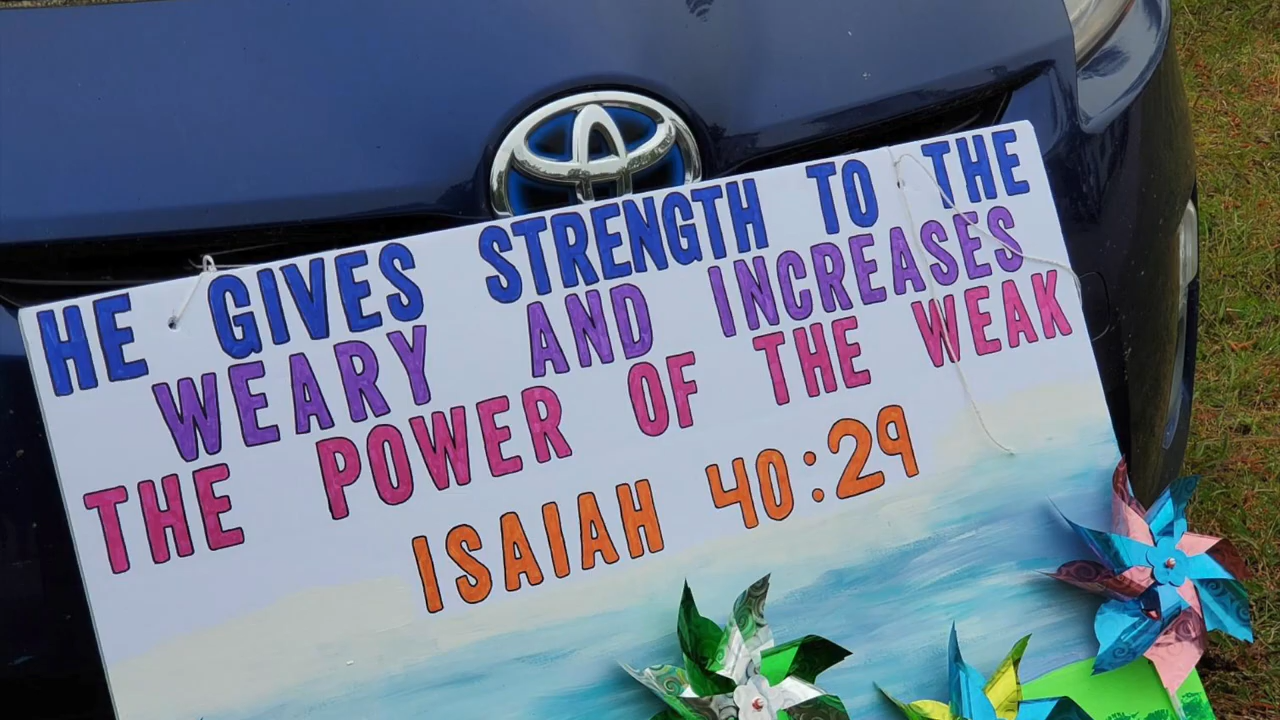 HE GIVES STRENGTH TO THE
WEARY AND INCREASES
THE POWER OF THE WEAK
ISAIAH 40:29